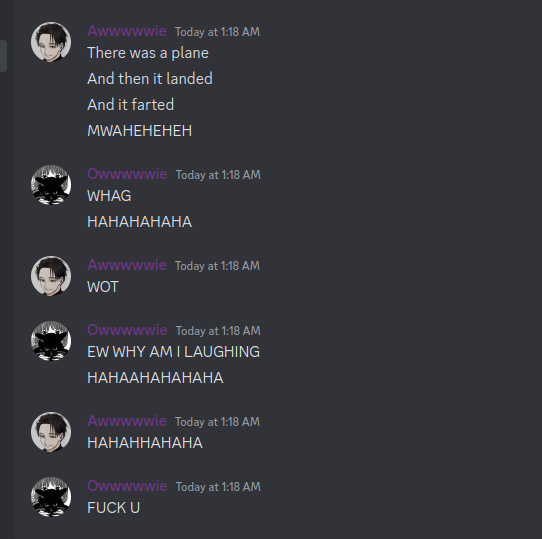 Awwwwwie Today at 1:18 AM
There was a plane
And then it landed
And it farted
MWAHEHEHEH
Owwwwwie Today at 1:18 AM
WHAG
HAHAHAHAHA
Awwwwwie Today at 1:18 AM
WOT
Owwwwwie Today at 1:18 AM
EW WHY AM I LAUGHING
HAHAAHAHAHAHA
Awwwwwie Today at 1:18 AM
HAHAHHAHAHA
Owwwwwie Today at 1:18 AM
FUCK U